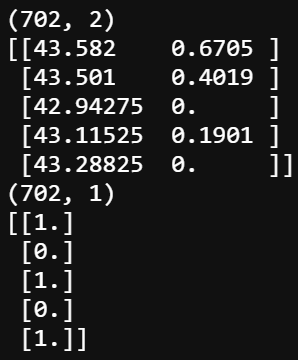 (702, 2)
[[43.582    0.6705 ]
 [43.501    0.4019 ]
 [42.94275  0.     ]
 [43.11525  0.1901 ]
 [43.28825  0.     ]]
(702, 1)
[[1.]
 [0.]
 [1.]
 [0.]
 [1.]]